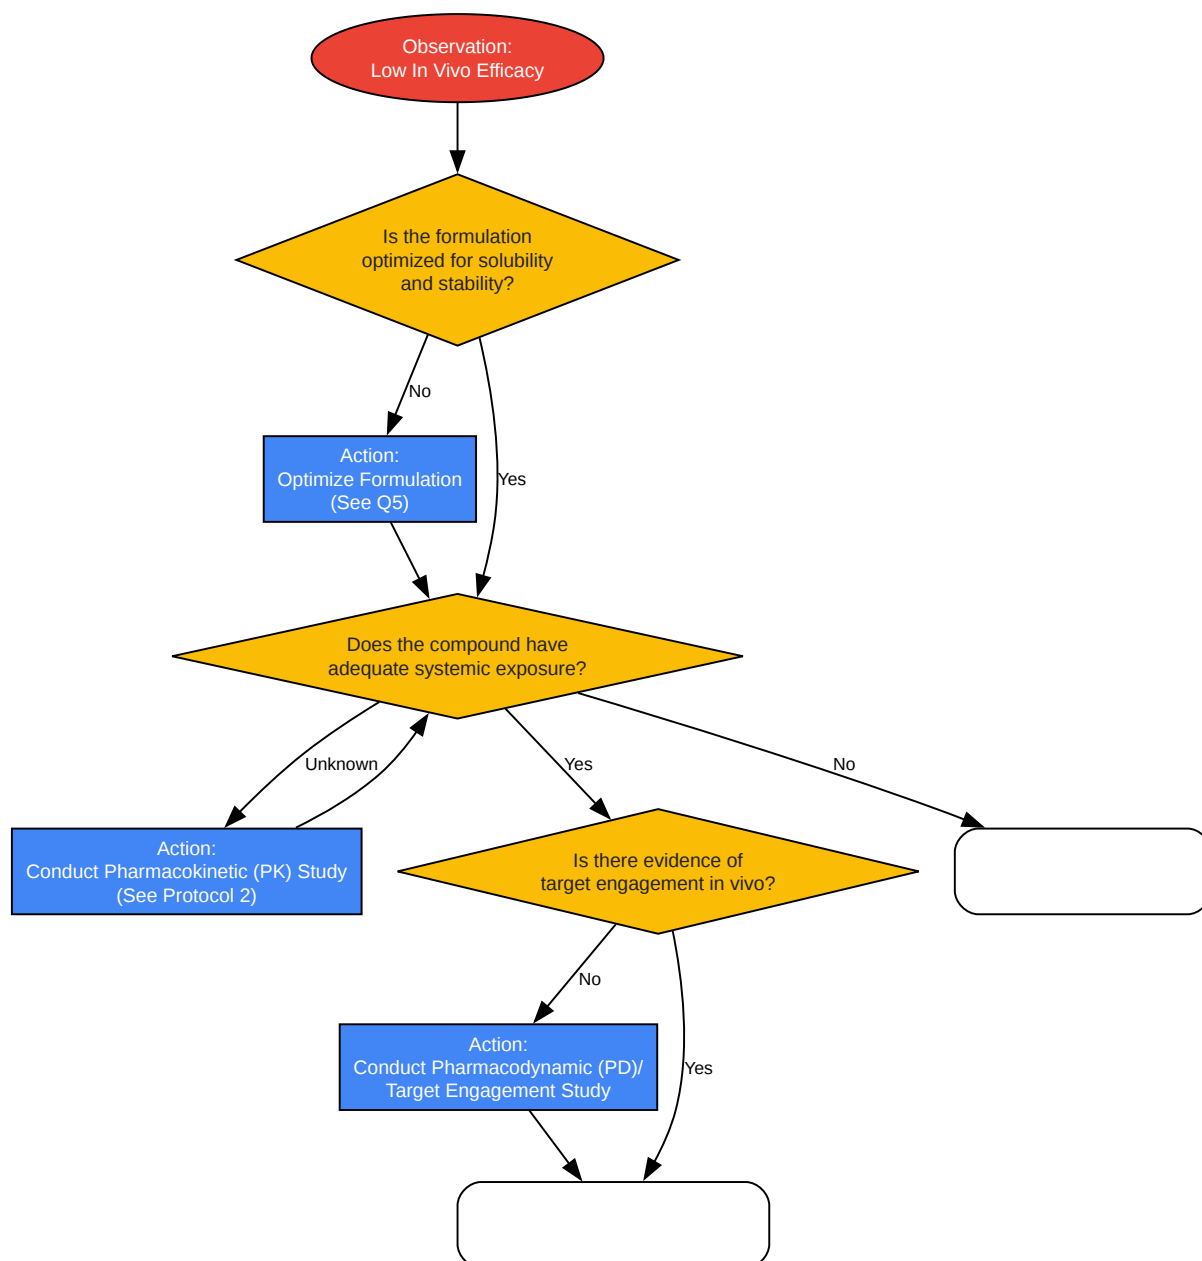 Observation:
Low In Vivo Efficacy
Is the formulation
optimized for solubility
and stability?
No
Action:
Optimize Formulation
(See Q5)
Yes
Does the compound have
adequate systemic exposure?
Unknown
Yes
No
Action:
Conduct Pharmacokinetic (PK) Study
(See Protocol 2)
Is there evidence of
target engagement in vivo?
No
Action:
Conduct Pharmacodynamic (PD)/
Target Engagement Study
Yes